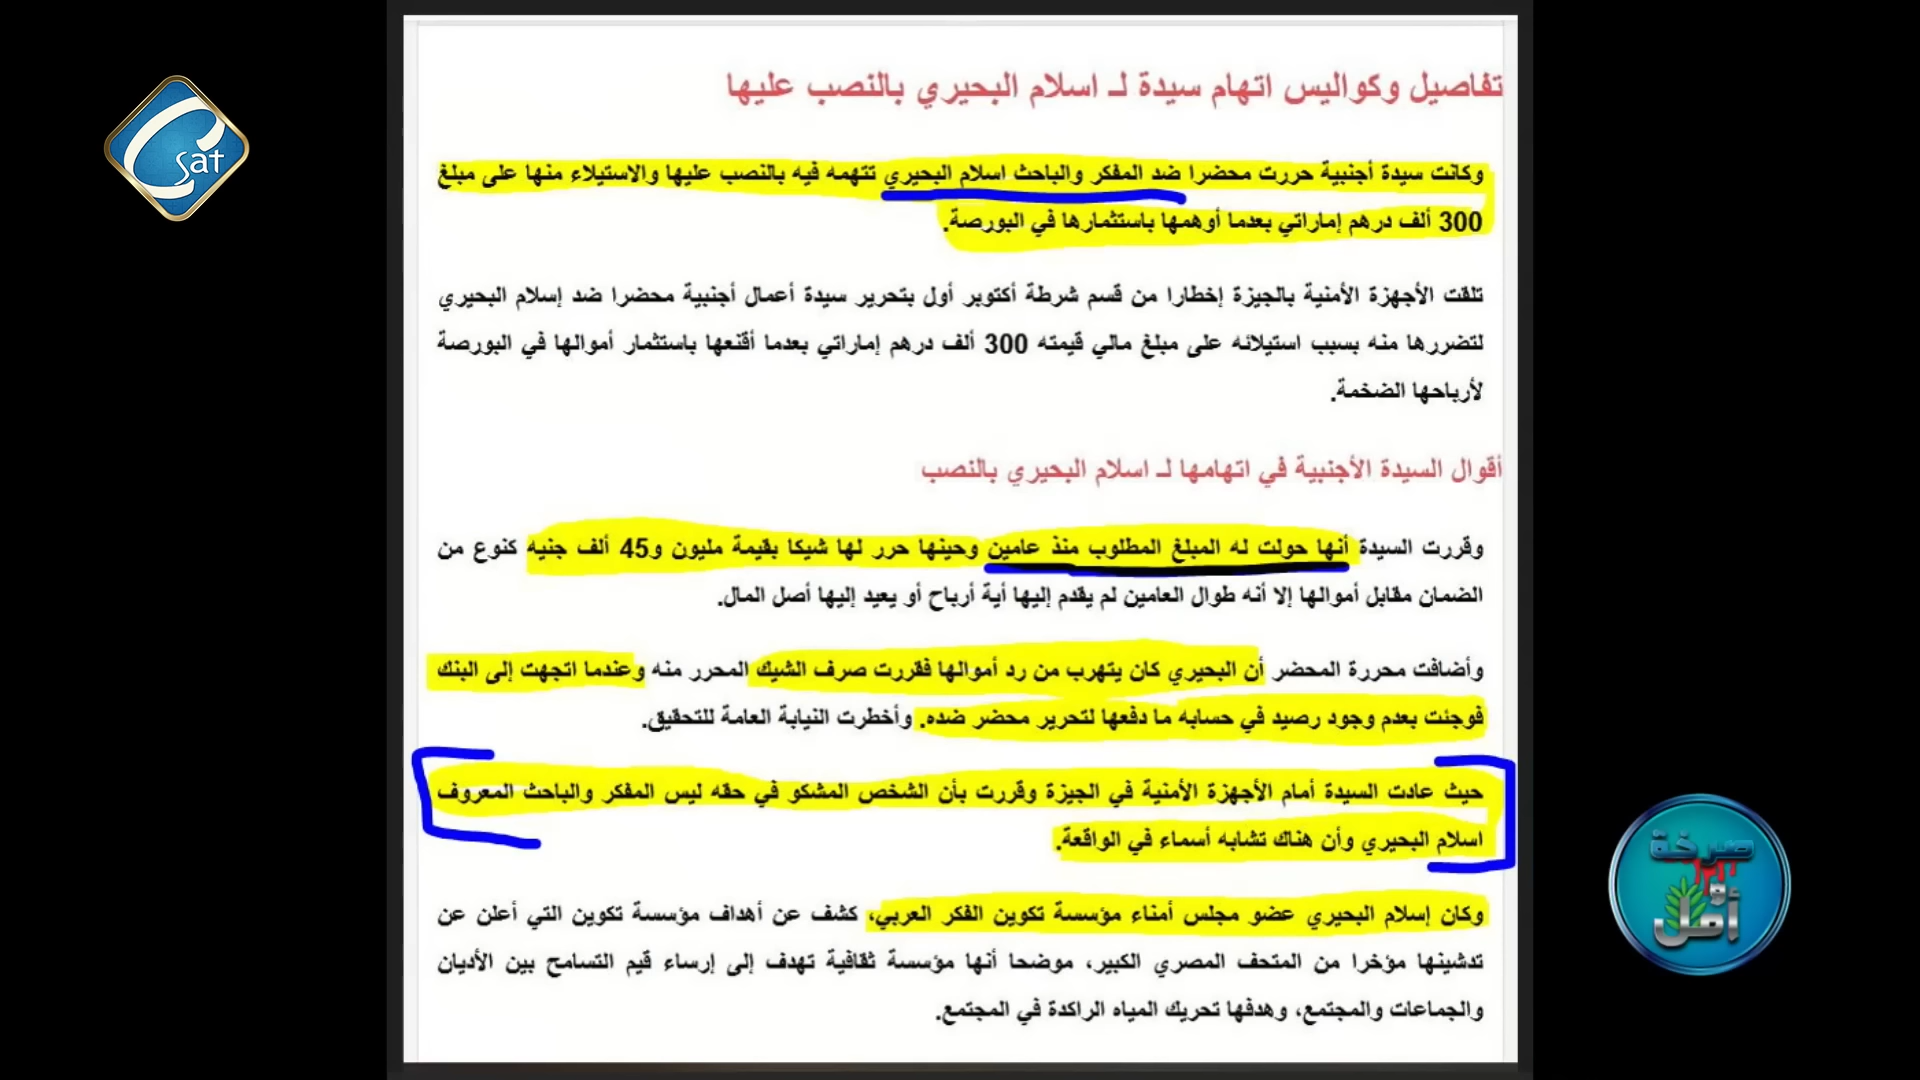 C
sat
تفاصيل وكواليس اتهام سيدة لـ اسلام البحيري بالنصب عليها
وكانت سيدة أجنبية حررت محضرا ضد المفكر والباحث اسلام البحيري تتهمه فيه بالنصب عليها والاستيلاء منها على مبلغ
300 ألف درهم إماراتي بعدما أوهمها باستثمارها في البورصة.
تلقت الأجهزة الأمنية بالجيزة إخطارا من قسم شرطة أكتوبر أول بتحرير سيدة أعمال أجنبية محضرا ضد إسلام البحيري
لتضررها منه بسبب استيلائه على مبلغ مالي قيمته 300 ألف درهم إماراتي بعدما أقنعها باستثمار أموالها في البورصة
لأرباحها الضخمة.
أقوال السيدة الأجنبية في اتهامها لـ اسلام البحيري بالنصب
وقررت السيدة أنها حولت له المبلغ المطلوب منذ عامين وحينها حرر لها شيكا بقيمة مليون و45 ألف جنيه كنوع من
الضمان مقابل أموالها إلا أنه طوال العامين لم يقدم إليها أية أرباح أو يعيد إليها أصل المال.
وأضافت محررة المحضر أن البحيري كان يتهرب من رد أموالها فقررت صرف الشيك المحرر منه وعندما اتجهت إلى البنك
فوجئت بعدم وجود رصيد في حسابه ما دفعها لتحرير محضر ضده. وأخطرت النيابة العامة للتحقيق.
حيث عادت السيدة أمام الأجهزة الأمنية في الجيزة وقررت بأن الشخص المشكو في حقه ليس المفكر والباحث المعروف
اسلام البحيري وأن هناك تشابه أسماء في الواقعة.
وكان إسلام البحيري عضو مجلس أمناء مؤسسة تكوين الفكر العربي، كشف عن أهداف مؤسسة تكوين التي أعلن عن
تدشينها مؤخرا من المتحف المصري الكبير، موضحا أنها مؤسسة ثقافية تهدف إلى إرساء قيم التسامح بين الأديان
والجماعات والمجتمع، وهدفها تحريك المياه الراكدة في المجتمع.
صرخة
أمل